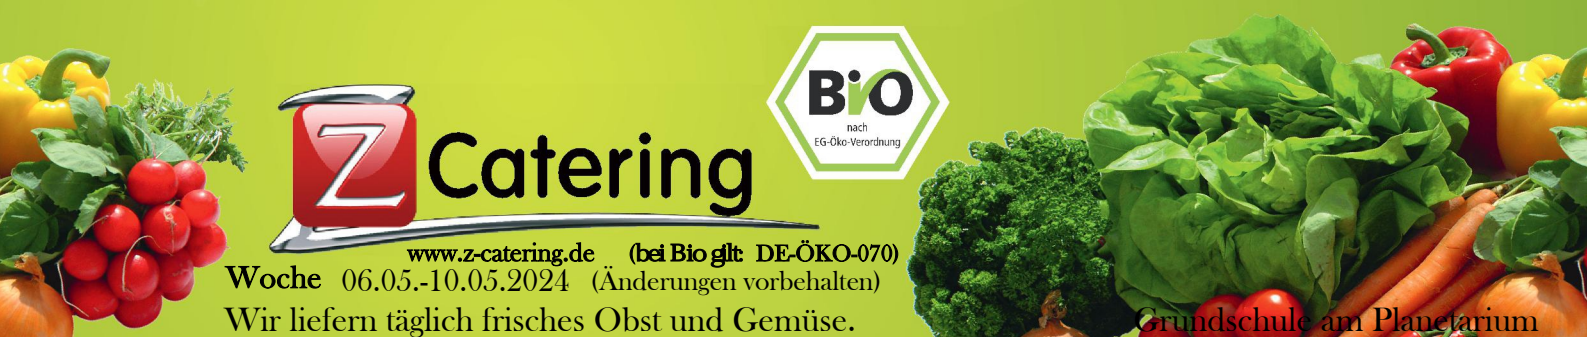 BiO
nach
EG-Öko-Verordnung
Z Catering
www.z-catering.de (bei Bio gilt: DE-ÖKO-070)
Woche 06.05.-10.05.2024 (Änderungen vorbehalten)
Wir liefern täglich frisches Obst und Gemüse.
Grundschule am Planetarium